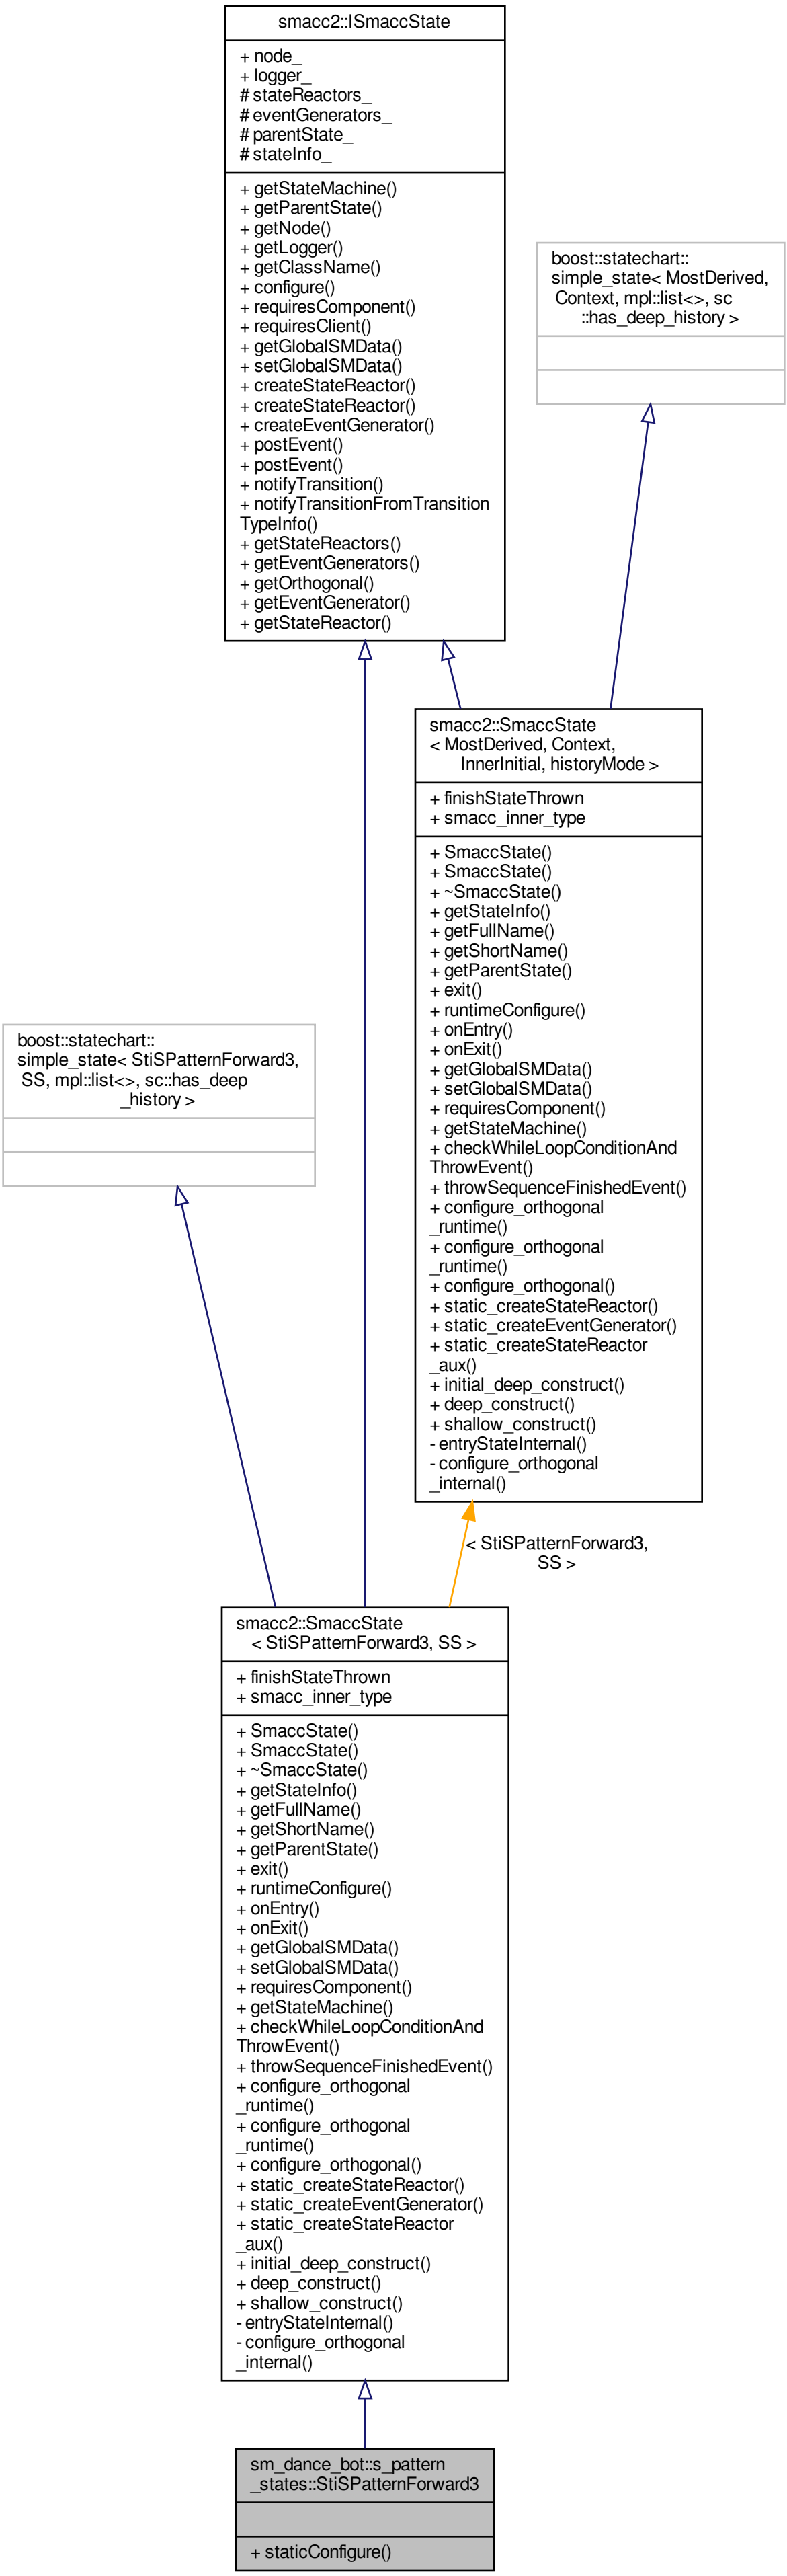 smacc2::ISmaccState
+ node_
+ logger_
# stateReactors_
# eventGenerators_
# parentState_
# stateInfo_
+ getStateMachine()
+ getParentState()
+ getNode()
+ getLogger()
+ getClassName()
+ configure()
+ requiresComponent()
+ requiresClient()
+ getGlobalSMData()
+ setGlobalSMData()
+ createStateReactor()
+ createStateReactor()
+ createEventGenerator()
+ postEvent()
+ postEvent()
+ notifyTransition()
+ notifyTransitionFromTransition
TypeInfo()
+ getStateReactors()
+ getEventGenerators()
+ getOrthogonal()
+ getEventGenerator()
+ getStateReactor()
boost::statechart::
simple_state< MostDerived,
Context, mpl::list<>, sc
::has_deep_history >
smacc2::SmaccState
< MostDerived, Context,
InnerInitial, historyMode >
+ finishStateThrown
+ smacc_inner_type
+ SmaccState()
+ SmaccState()
+ ~SmaccState()
+ getStateInfo()
+ getFullName()
+ getShortName()
+ getParentState()
+ exit()
+ runtimeConfigure()
+ onEntry()
+ onExit()
+ getGlobalSMData()
+ setGlobalSMData()
+ requiresComponent()
+ getStateMachine()
+ checkWhileLoopConditionAnd
ThrowEvent()
+ throwSequenceFinishedEvent()
+ configure_orthogonal
_runtime()
+ configure_orthogonal
_runtime()
+ configure_orthogonal()
+ static_createStateReactor()
+ static_createEventGenerator()
+ static_createStateReactor
_aux()
+ initial_deep_construct()
+ deep_construct()
+ shallow_construct()
- entryStateInternal()
- configure_orthogonal
_internal()
boost::statechart::
simple_state< StiSPatternForward3,
SS, mpl::list<>, sc::has_deep
_history >
< StiSPatternForward3,
SS >
smacc2::SmaccState
< StiSPatternForward3, SS >
+ finishStateThrown
+ smacc_inner_type
+ SmaccState()
+ SmaccState()
+ ~SmaccState()
+ getStateInfo()
+ getFullName()
+ getShortName()
+ getParentState()
+ exit()
+ runtimeConfigure()
+ onEntry()
+ onExit()
+ getGlobalSMData()
+ setGlobalSMData()
+ requiresComponent()
+ getStateMachine()
+ checkWhileLoopConditionAnd
ThrowEvent()
+ throwSequenceFinishedEvent()
+ configure_orthogonal
_runtime()
+ configure_orthogonal
_runtime()
+ configure_orthogonal()
+ static_createStateReactor()
+ static_createEventGenerator()
+ static_createStateReactor
_aux()
+ initial_deep_construct()
+ deep_construct()
+ shallow_construct()
- entryStateInternal()
- configure_orthogonal
_internal()
sm_dance_bot::s_pattern
_states::StiSPatternForward3
+ staticConfigure()